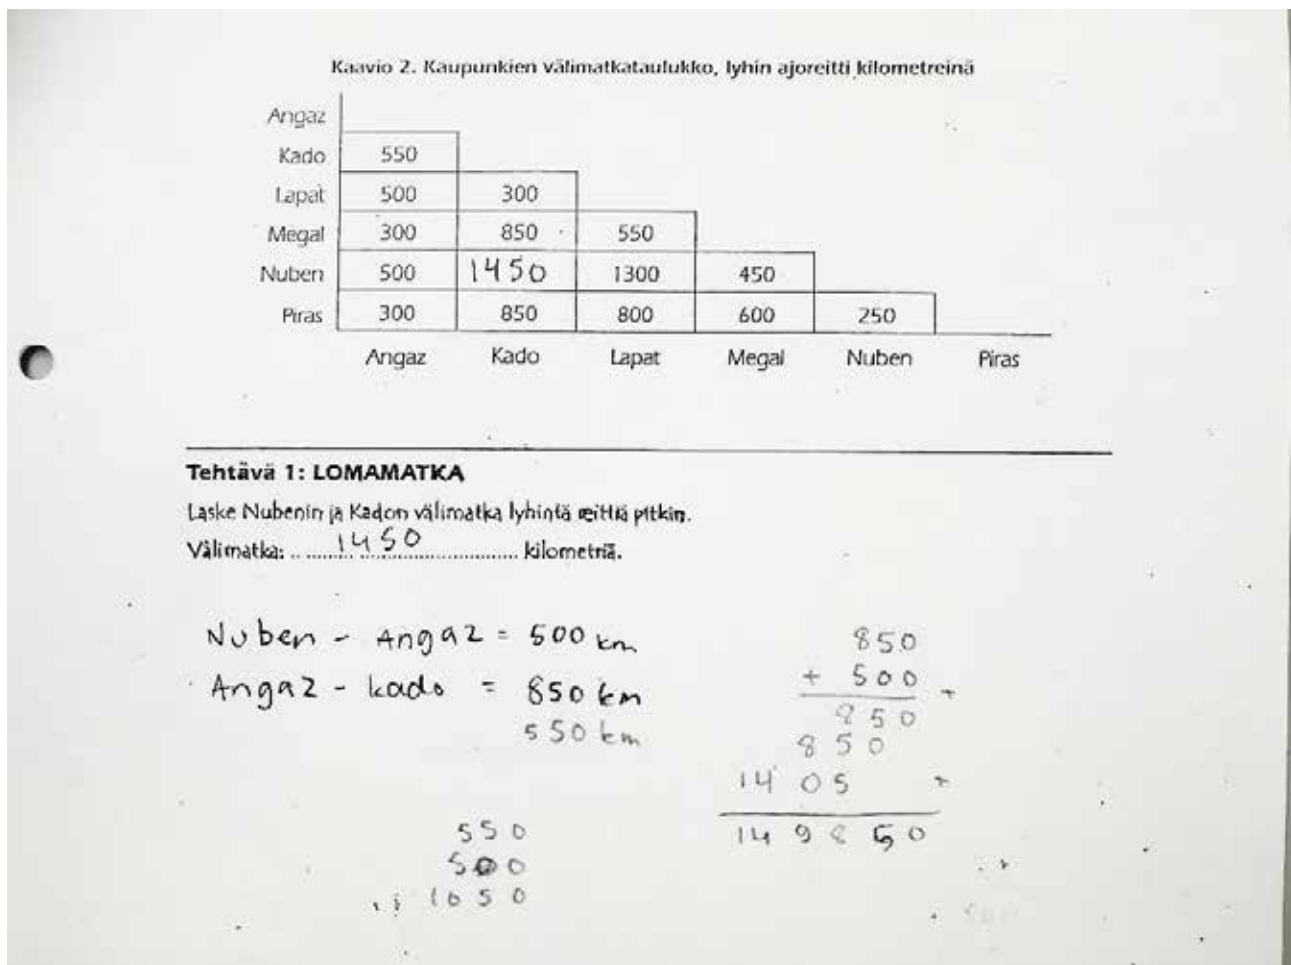 Kaavio 2. Kaupunkien välimatkataulukko, lyhin ajoreitti kilometreinä
Angaz
Kado 550
Lapat 500 300
Megal 300 850 550
Nuben 500 1450 1300 450
Piras 300 850 800 600 250
Angaz Kado Lapat Megal Nuben Piras
Tehtävä 1: LOMAMATKA
Laske Nubenin ja Kadon välimatka lyhintä reittiä pitkin.
Välimatka: 1450 kilometriä.
Nuben - Angaz = 500 km
Angaz - kado = 850 km
550 km
850
+ 500
850
850
1405 +
149850
550
500
1050